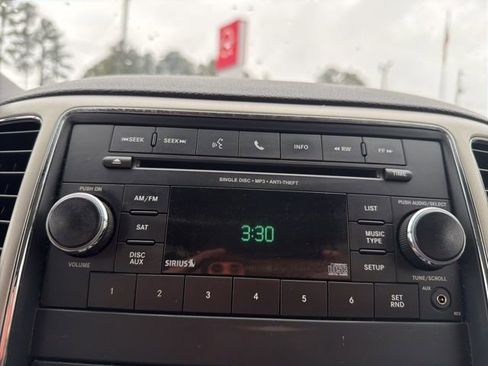 ⏮SEEK SEEK⏭ INFO ◀◀ RW FF ▶▶
SINGLE DISC • MP3 • ANTI-THEFT
TIME
PUSH ON
AM/FM
SAT
DISC
AUX
VOLUME
3:30
SIRIUS
LIST
MUSIC
TYPE
SETUP
PUSH AUDIO/SELECT
TUNE/SCROLL
AUX
1 2 3 4 5 6 SET
RND